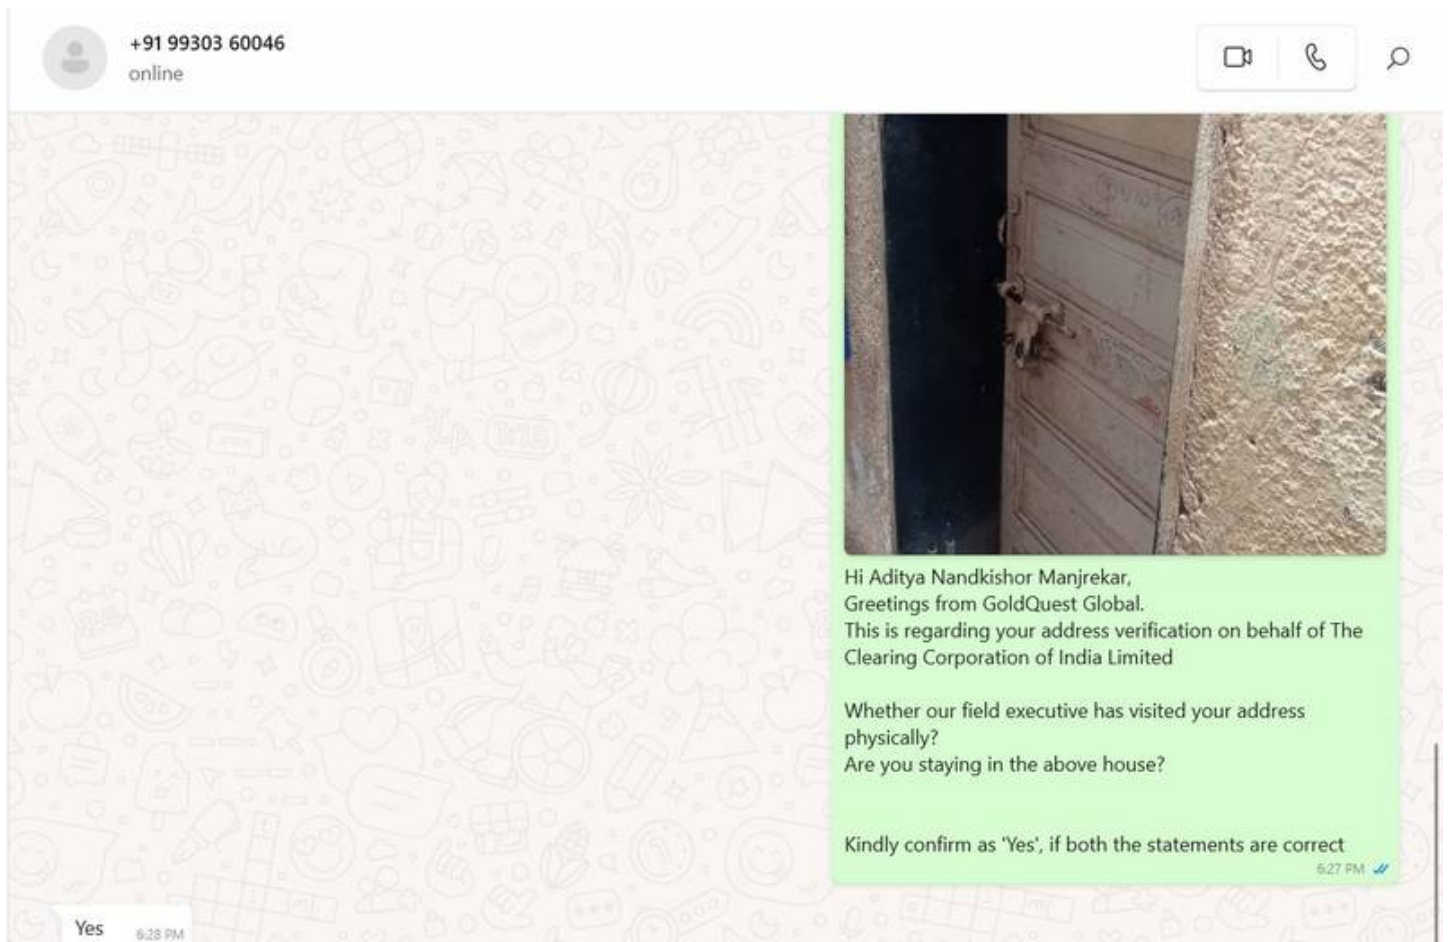 +91 99303 60046
online
Hi Aditya Nandkishor Manjrekar,
Greetings from GoldQuest Global.
This is regarding your address verification on behalf of The
Clearing Corporation of India Limited
Whether our field executive has visited your address
physically?
Are you staying in the above house?
Kindly confirm as 'Yes', if both the statements are correct
6:27 PM
Yes
6:28 PM